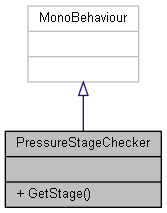 MonoBehaviour
PressureStageChecker
+ GetStage()